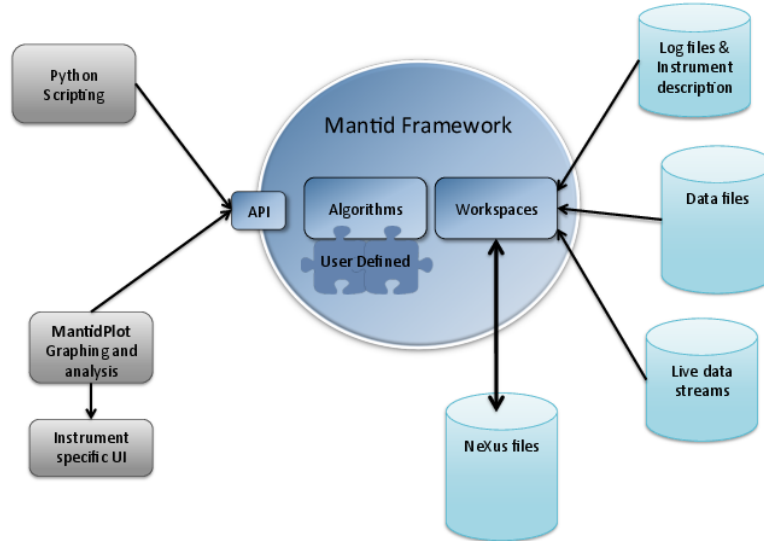 Python
Scripting
Mantid Framework
Log files &
Instrument
description
API
Algorithms
Workspaces
User Defined
Data files
MantidPlot
Graphing and
analysis
Instrument
specific UI
NeXus files
Live data
streams